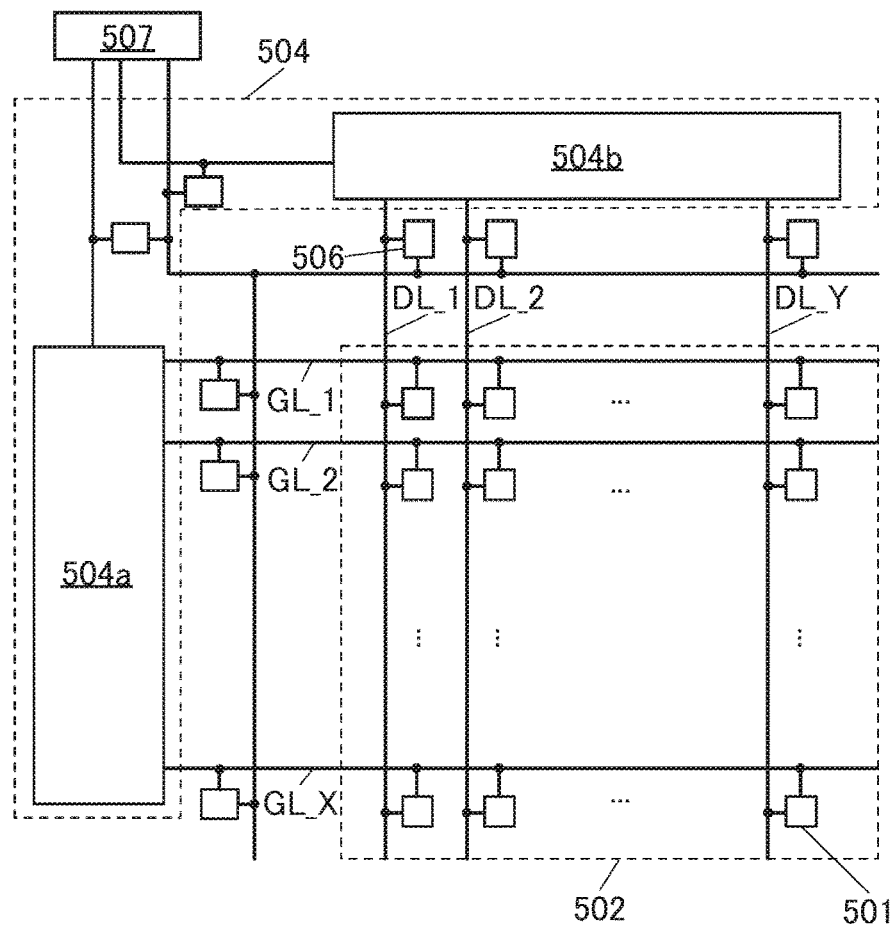 507
504
504b
506
DL_1 DL_2 DL_Y
GL_1
...
GL_2
...
504a
⋮ ⋮ ⋮
GL_X
...
502
501